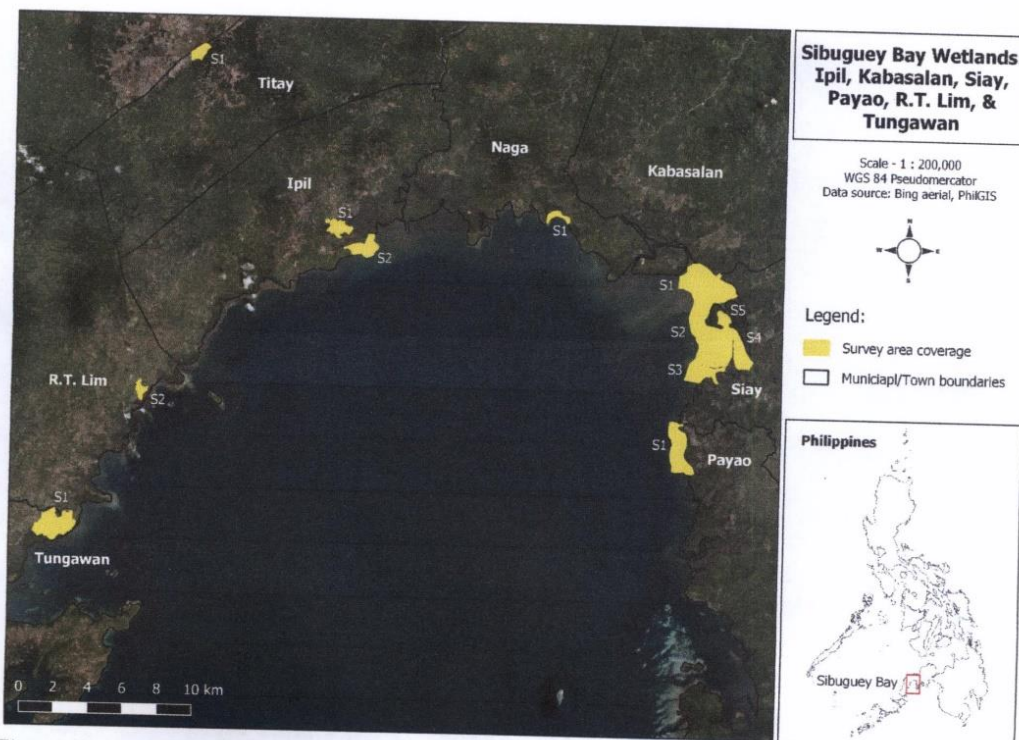 Sibuguey Bay Wetlands
Ipil, Kabasalan, Siay,
Payao, R.T. Lim, &
Tungawan
Scale - 1 : 200,000
WGS 84 Pseudomercator
Data source: Bing aerial, PhilGIS
N
W
E
S
Legend:
Survey area coverage
Municiapl/Town boundaries
Philippines
Sibuguey Bay
S1
Titay
Naga
Kabasalan
Ipil
S1
S2
S1
S1
S5
S2
S4
S3
Siay
R.T. Lim
S2
S1
Payao
S1
Tungawan
0 2 4 6 8 10 km